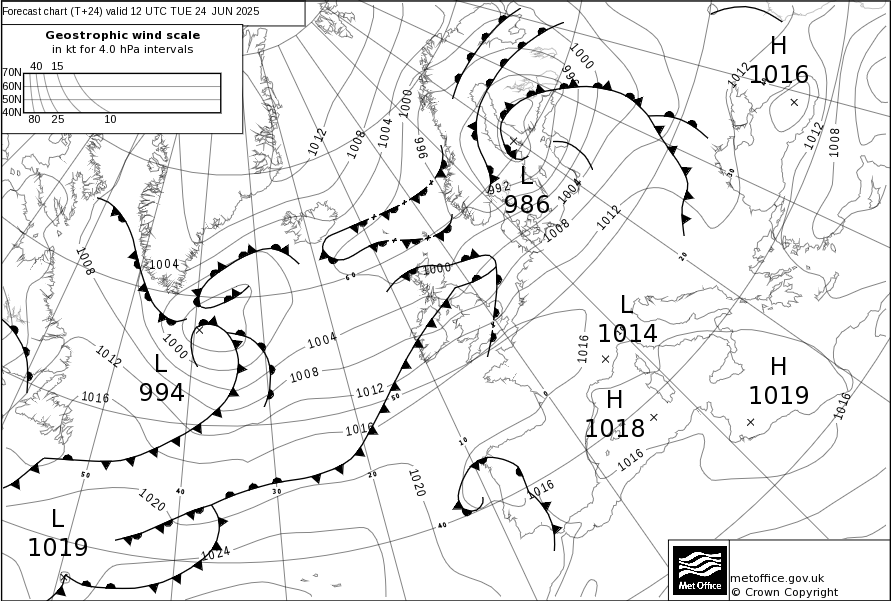 Forecast chart (T+24) valid 12 UTC TUE 24 JUN 2025
Geostrophic wind scale
in kt for 4.0 hPa intervals
40 15
70N
60N
50N
40N
80 25 10
H
1016
1000
996
1012
1012
1008
1000
1004
1008
1012
996
L
986
992
1004
1008
1012
30
20
1008
1004
1000
60
L
1014
1000
1012
1004
1016
1008
L
994
1012
1016
1016
50
0
H
1018
H
1019
1016
1016
10
50
40
30
20
1020
1020
1016
40
L
1019
1024
Met Office
metoffice.gov.uk
© Crown Copyright